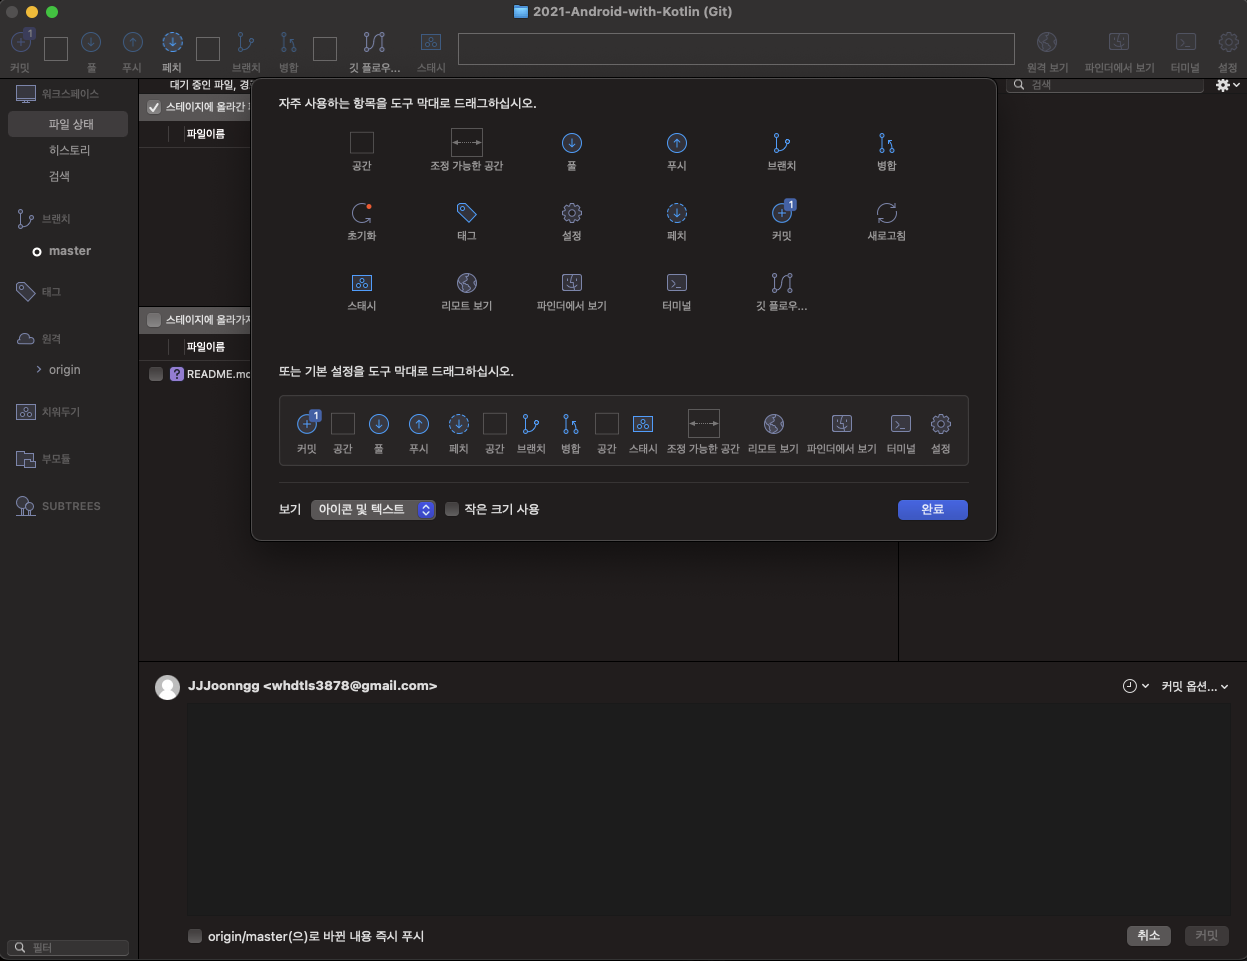 2021-Android-with-Kotlin (Git)
1
커밋
풀
푸시
페치
브랜치
병합
깃 플로우...
스태시
원격 보기
파인더에서 보기
터미널
설정
워크스페이스
파일 상태
히스토리
검색
브랜치
master
태그
원격
origin
치워두기
부모듈
SUBTREES
필터
대기 중인 파일,
스테이지에 올라간
파일이름
스테이지에 올라가지
파일이름
? README.md
검색
자주 사용하는 항목을 도구 막대로 드래그하십시오.
공간 조정 가능한 공간 풀 푸시 브랜치 병합
1
초기화 태그 설정 페치 커밋 새로고침
스태시 리모트 보기 파인더에서 보기 터미널 깃 플로우...
또는 기본 설정을 도구 막대로 드래그하십시오.
1
커밋 공간 풀 푸시 페치 공간 브랜치 병합 공간 스태시 조정 가능한 공간 리모트 보기 파인더에서 보기 터미널 설정
보기 아이콘 및 텍스트 작은 크기 사용 완료
JJJoonngg <whdtls3878@gmail.com>
커밋 옵션...
origin/master(으)로 바뀐 내용 즉시 푸시
취소 커밋